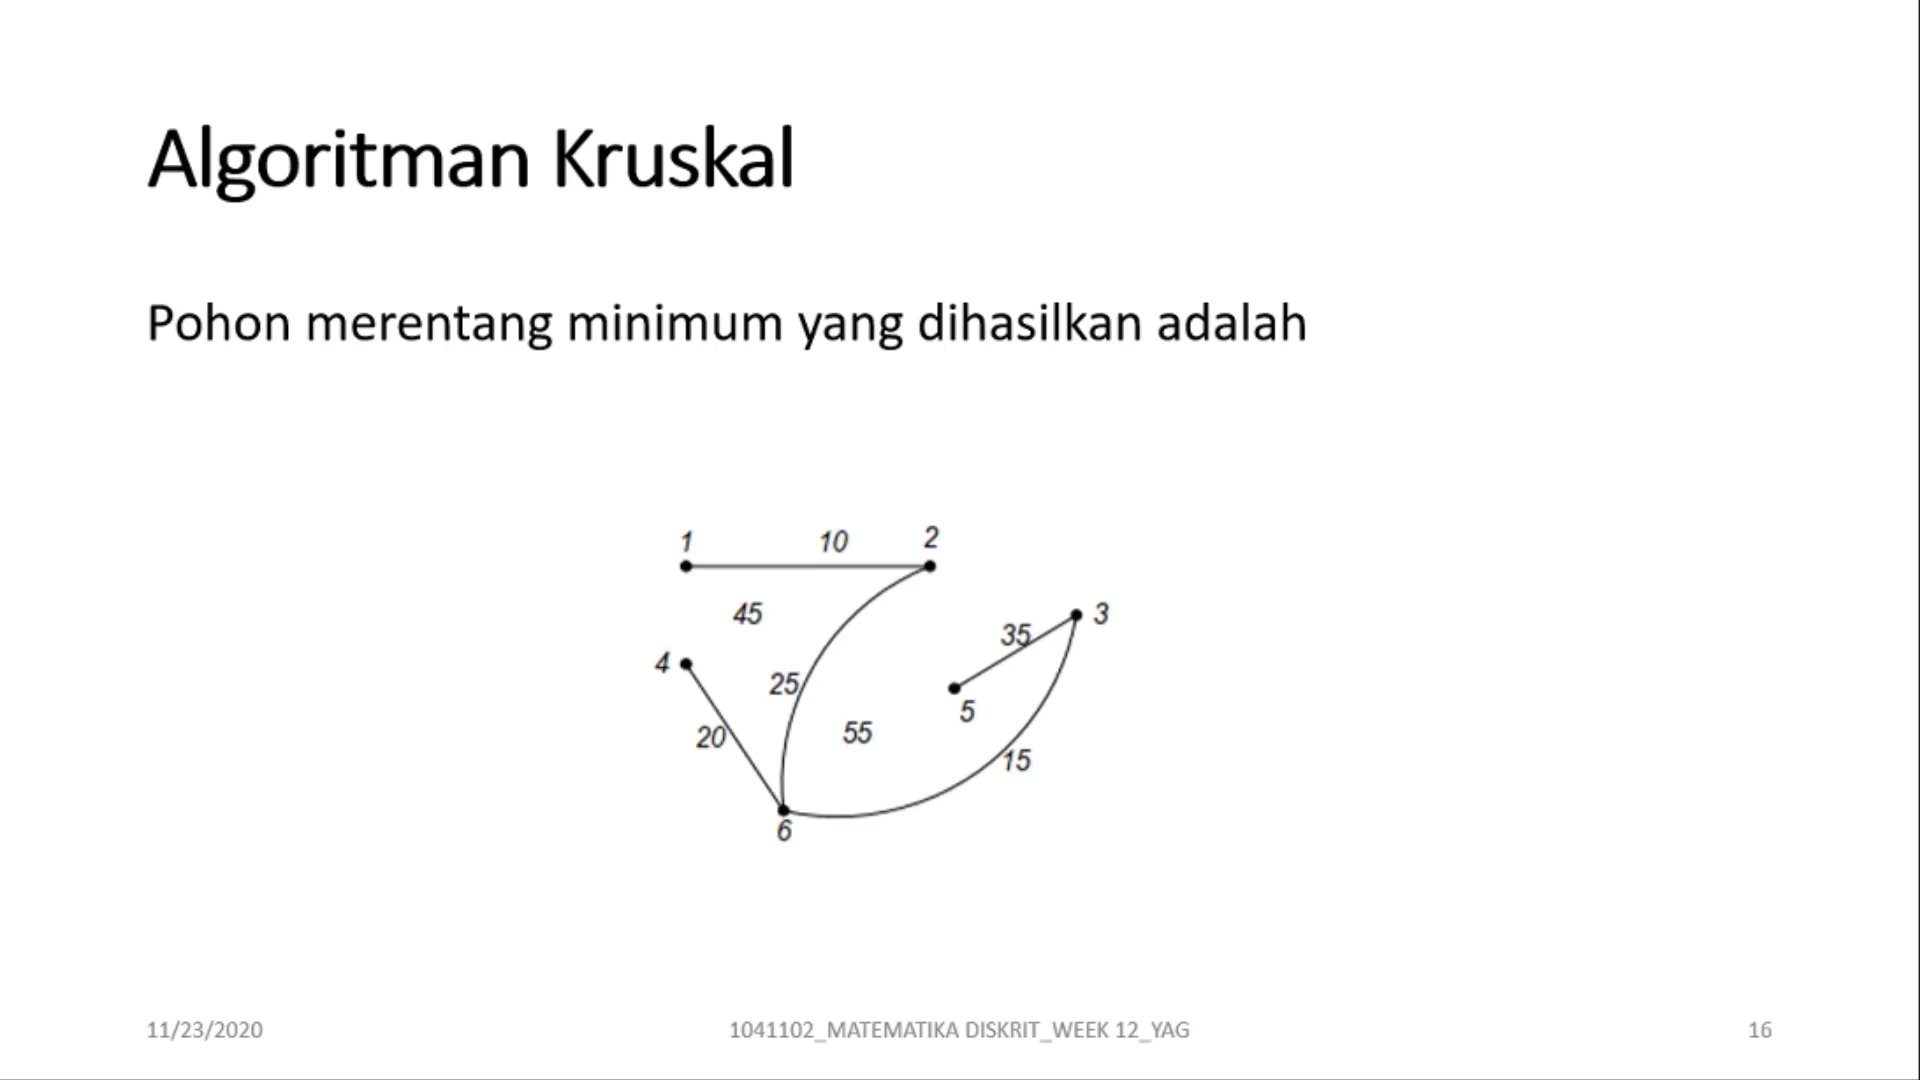 Algoritman Kruskal
Pohon merentang minimum yang dihasilkan adalah
1 10 2
45
35 3
4
25
5
20 55
15
6
11/23/2020 1041102_MATEMATIKA DISKRIT_WEEK 12_YAG 16